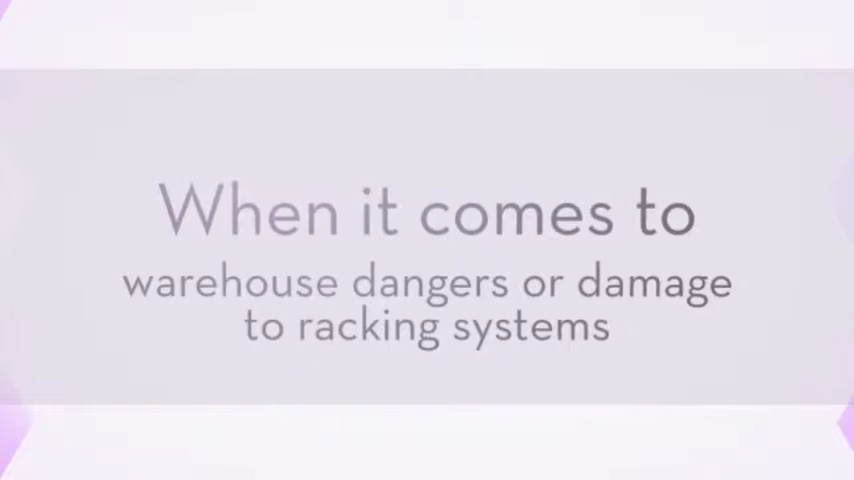 When it comes to
warehouse dangers or damage
to racking systems